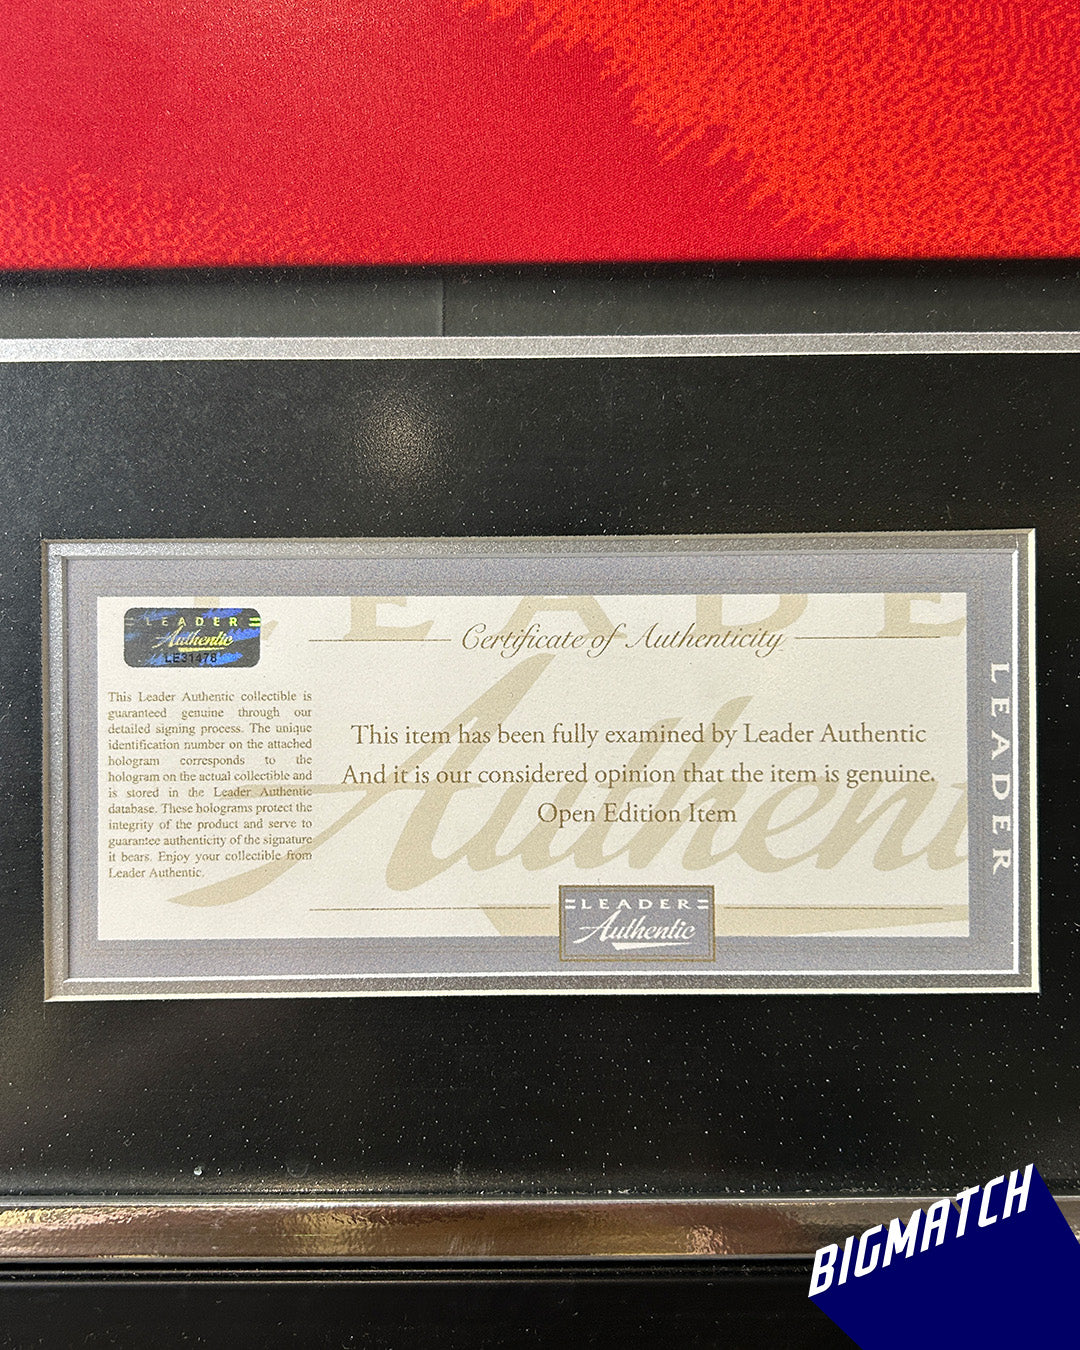 LEADER
Authentic
LE31478
Certificate of Authenticity
This Leader Authentic collectible is
guaranteed genuine through our
detailed signing process. The unique
identification number on the attached
hologram corresponds to the
hologram on the actual collectible and
is stored in the Leader Authentic
database. These holograms protect the
integrity of the product and serve to
guarantee authenticity of the signature
it bears. Enjoy your collectible from
Leader Authentic.
This item has been fully examined by Leader Authentic
And it is our considered opinion that the item is genuine.
Open Edition Item
LEADER
Authentic
LEADER
LEADE
Authenti
BIGMATCH